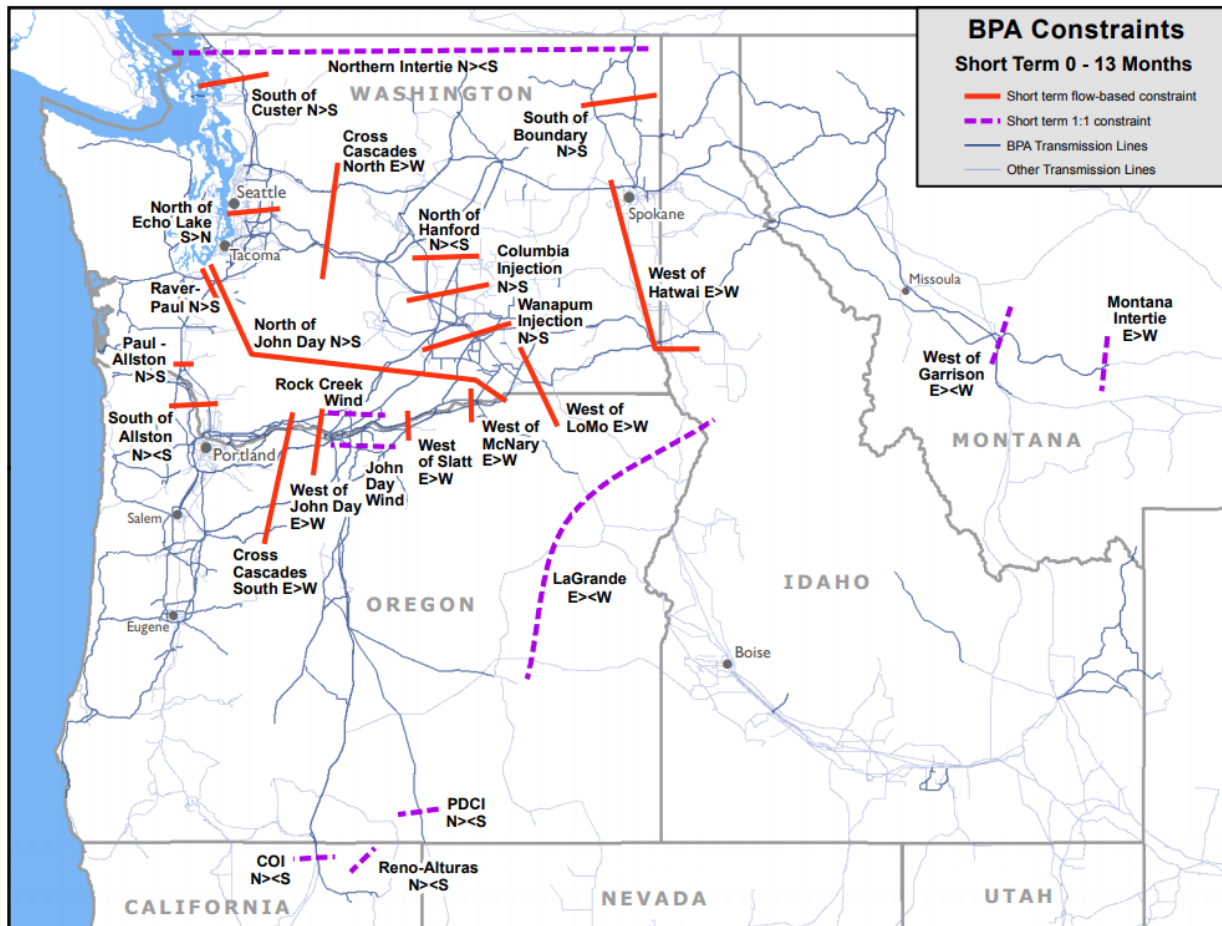 BPA Constraints
Short Term 0 - 13 Months
Short term flow-based constraint
Short term 1:1 constraint
BPA Transmission Lines
Other Transmission Lines
Northern Intertie N><S
WASHINGTON
South of
Custer N>S
South of
Boundary
N>S
Cross
Cascades
North E>W
Seattle
Spokane
North of
Echo Lake
S>N
Tacoma
North of
Hanford
N><S
Columbia
Injection
N>S
Wanapum
Injection
N>S
West of
Hatwai E>W
Missoula
Montana
Intertie
E>W
West of
Garrison
E><W
MONTANA
Raver-
Paul N>S
North of
John Day N>S
Paul -
Allston
N>S
Rock Creek
Wind
South of
Allston
N><S
Portland
West of
LoMo E>W
West of
McNary
E>W
West
of Slatt
E>W
John
Day
Wind
West of
John Day
E>W
Salem
Cross
Cascades
South E>W
LaGrande
E><W
IDAHO
OREGON
Eugene
Boise
PDCI
N><S
COI
N><S
Reno-Alturas
N><S
CALIFORNIA
NEVADA
UTAH